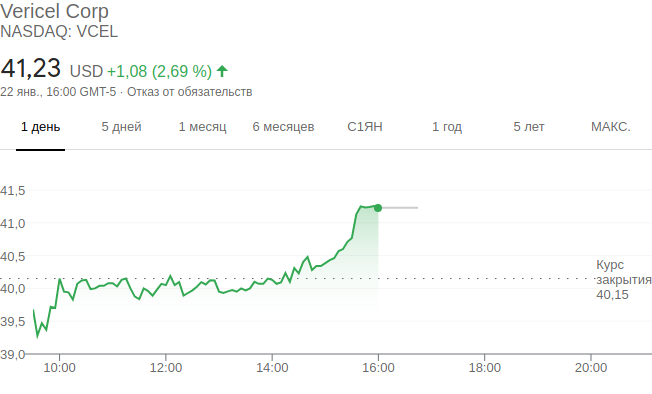 Vericel Corp
NASDAQ: VCEL
41,23 USD +1,08 (2,69 %)
22 янв., 16:00 GMT-5 · Отказ от обязательств
1 день 5 дней 1 месяц 6 месяцев С1ЯН 1 год 5 лет МАКС.
41,5
41,0
40,5
Курс
закрытия
40,15
40,0
39,5
39,0
10:00 12:00 14:00 16:00 18:00 20:00